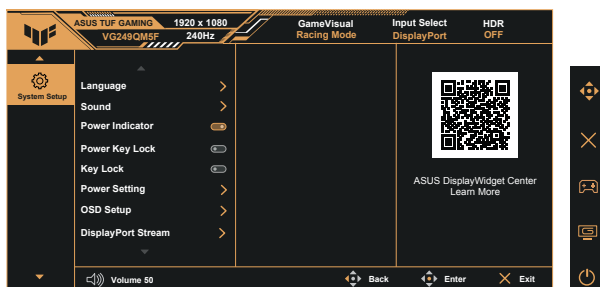 ASUS TUF GAMING 1920 x 1080
VG249QM5F 240Hz
GameVisual
Racing Mode
Input Select
DisplayPort
HDR
OFF
System Setup
Language
Sound
Power Indicator
Power Key Lock
Key Lock
Power Setting
OSD Setup
DisplayPort Stream
ASUS DisplayWidget Center
Learn More
Volume 50
Back
Enter
Exit